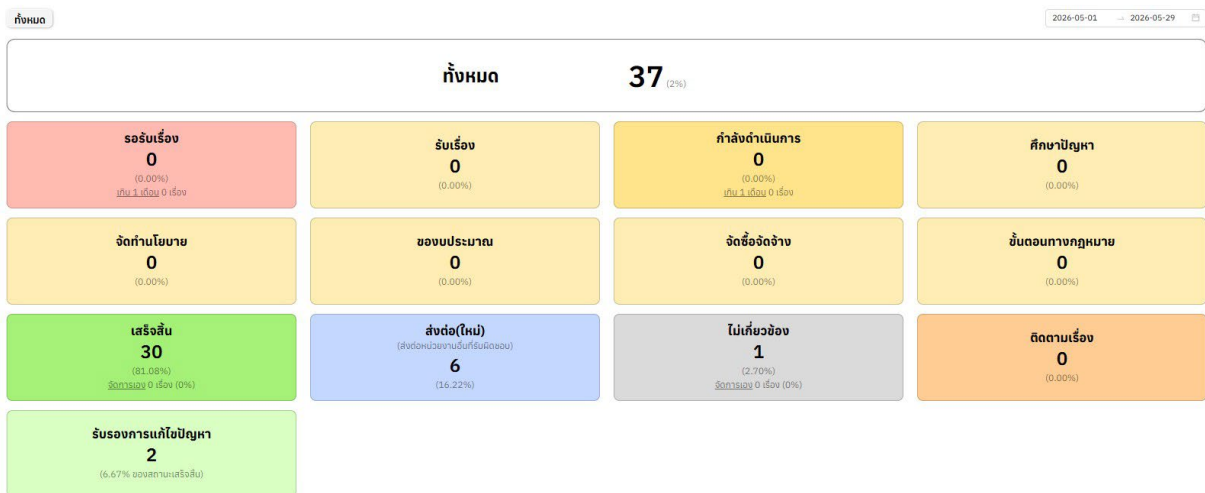 ทั้งหมด
2026-05-01 → 2026-05-29
ทั้งหมด 37 (2%)
รอรับเรื่อง
0
(0.00%)
เกิน 1 เดือน 0 เรื่อง
รับเรื่อง
0
(0.00%)
กำลังดำเนินการ
0
(0.00%)
เกิน 1 เดือน 0 เรื่อง
ศึกษาปัญหา
0
(0.00%)
จัดทำนโยบาย
0
(0.00%)
ของบประมาณ
0
(0.00%)
จัดซื้อจัดจ้าง
0
(0.00%)
ขั้นตอนทางกฎหมาย
0
(0.00%)
เสร็จสิ้น
30
(81.08%)
จัดการเอง 0 เรื่อง (0%)
ส่งต่อ(ใหม่)
(ส่งต่อหน่วยงานอื่นที่รับผิดชอบ)
6
(16.22%)
ไม่เกี่ยวข้อง
1
(2.70%)
จัดการเอง 0 เรื่อง (0%)
ติดตามเรื่อง
0
(0.00%)
รับรองการแก้ไขปัญหา
2
(6.67% ของสถานะเสร็จสิ้น)